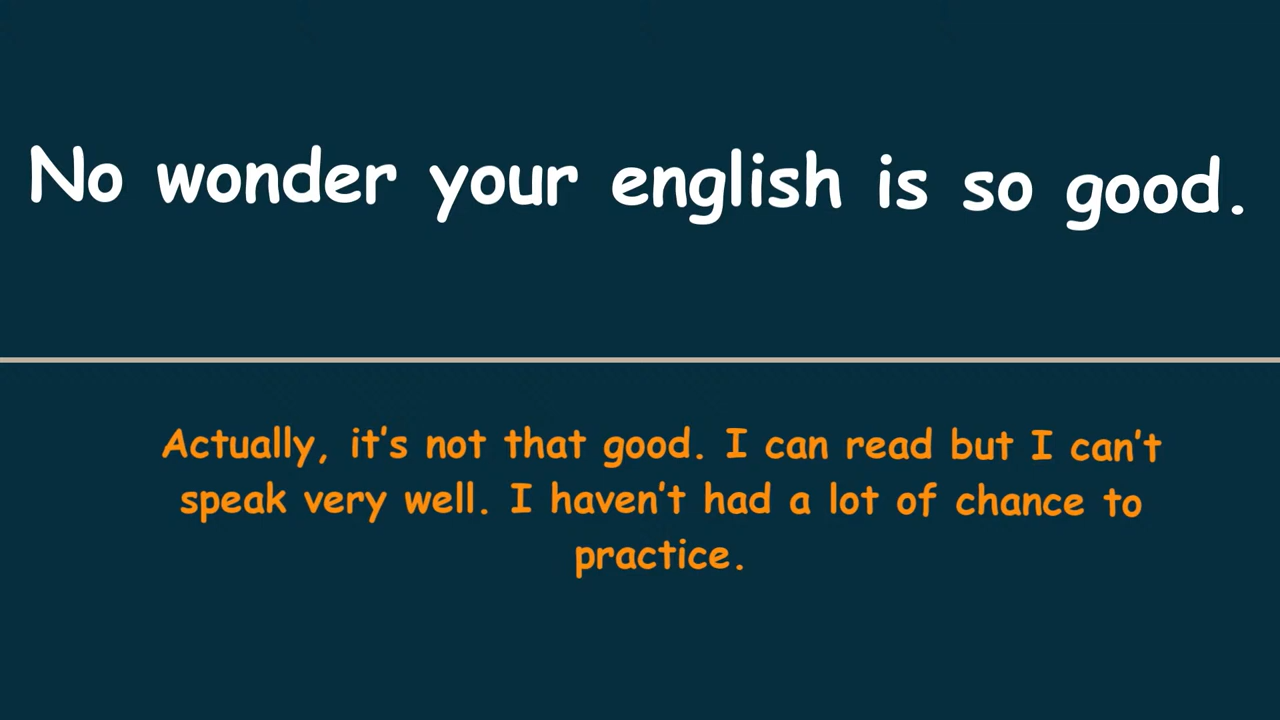 No wonder your english is so good.
Actually, it's not that good. I can read but I can't
speak very well. I haven't had a lot of chance to
practice.